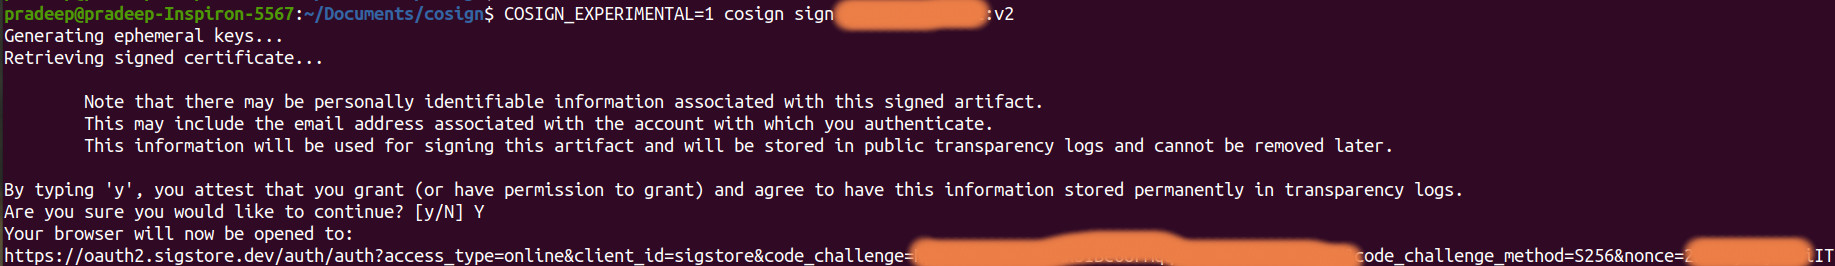 pradeep@pradeep-Inspiron-5567:~/Documents/cosign$ COSIGN_EXPERIMENTAL=1 cosign sign :v2
Generating ephemeral keys...
Retrieving signed certificate...
Note that there may be personally identifiable information associated with this signed artifact.
This may include the email address associated with the account with which you authenticate.
This information will be used for signing this artifact and will be stored in public transparency logs and cannot be removed later.
By typing 'y', you attest that you grant (or have permission to grant) and agree to have this information stored permanently in transparency logs.
Are you sure you would like to continue? [y/N] Y
Your browser will now be opened to:
https://oauth2.sigstore.dev/auth/auth?access_type=online&client_id=sigstore&code_challenge= code_challenge_method=S256&nonce=